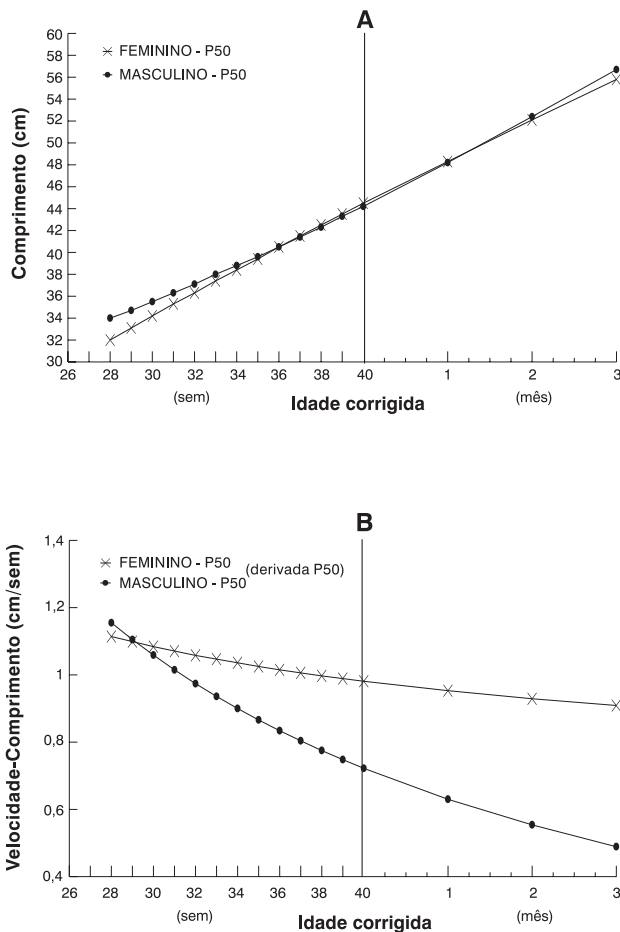 A
60
58
56
54
52
50
48
46
44
42
40
38
36
34
32
30
FEMININO - P50
MASCULINO - P50
Comprimento (cm)
26 28 30 32 34 36 38 40 1 2 3
(sem) Idade corrigida (mês)
B
1,4
1,2
1
0,8
0,6
0,4
FEMININO - P50 (derivada P50)
MASCULINO - P50
Velocidade-Comprimento (cm/sem)
26 28 30 32 34 36 38 40 1 2 3
(sem) Idade corrigida (mês)